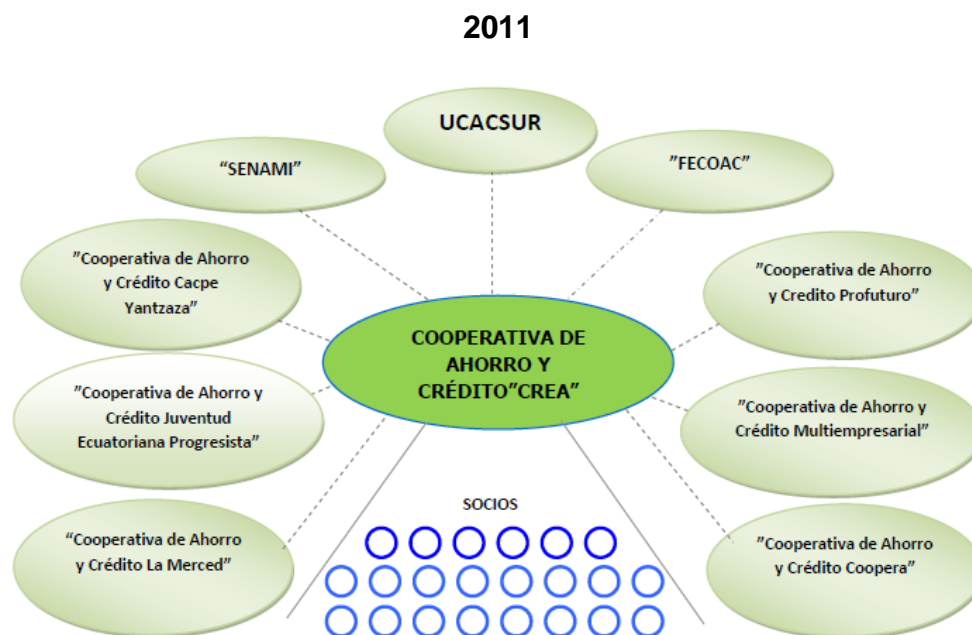 2011
UCACSUR
“SENAMI”
”FECOAC”
”Cooperativa de Ahorro
y Crédito Cacpe
Yantzaza”
”Cooperativa de Ahorro
y Credito Profuturo”
COOPERATIVA DE
AHORRO Y
CRÉDITO”CREA”
”Cooperativa de Ahorro y
Crédito Juventud
Ecuatoriana Progresista”
”Cooperativa de Ahorro y
Crédito Multiempresarial”
SOCIOS
“Cooperativa de Ahorro
y Crédito La Merced”
”Cooperativa de Ahorro
y Crédito Coopera”